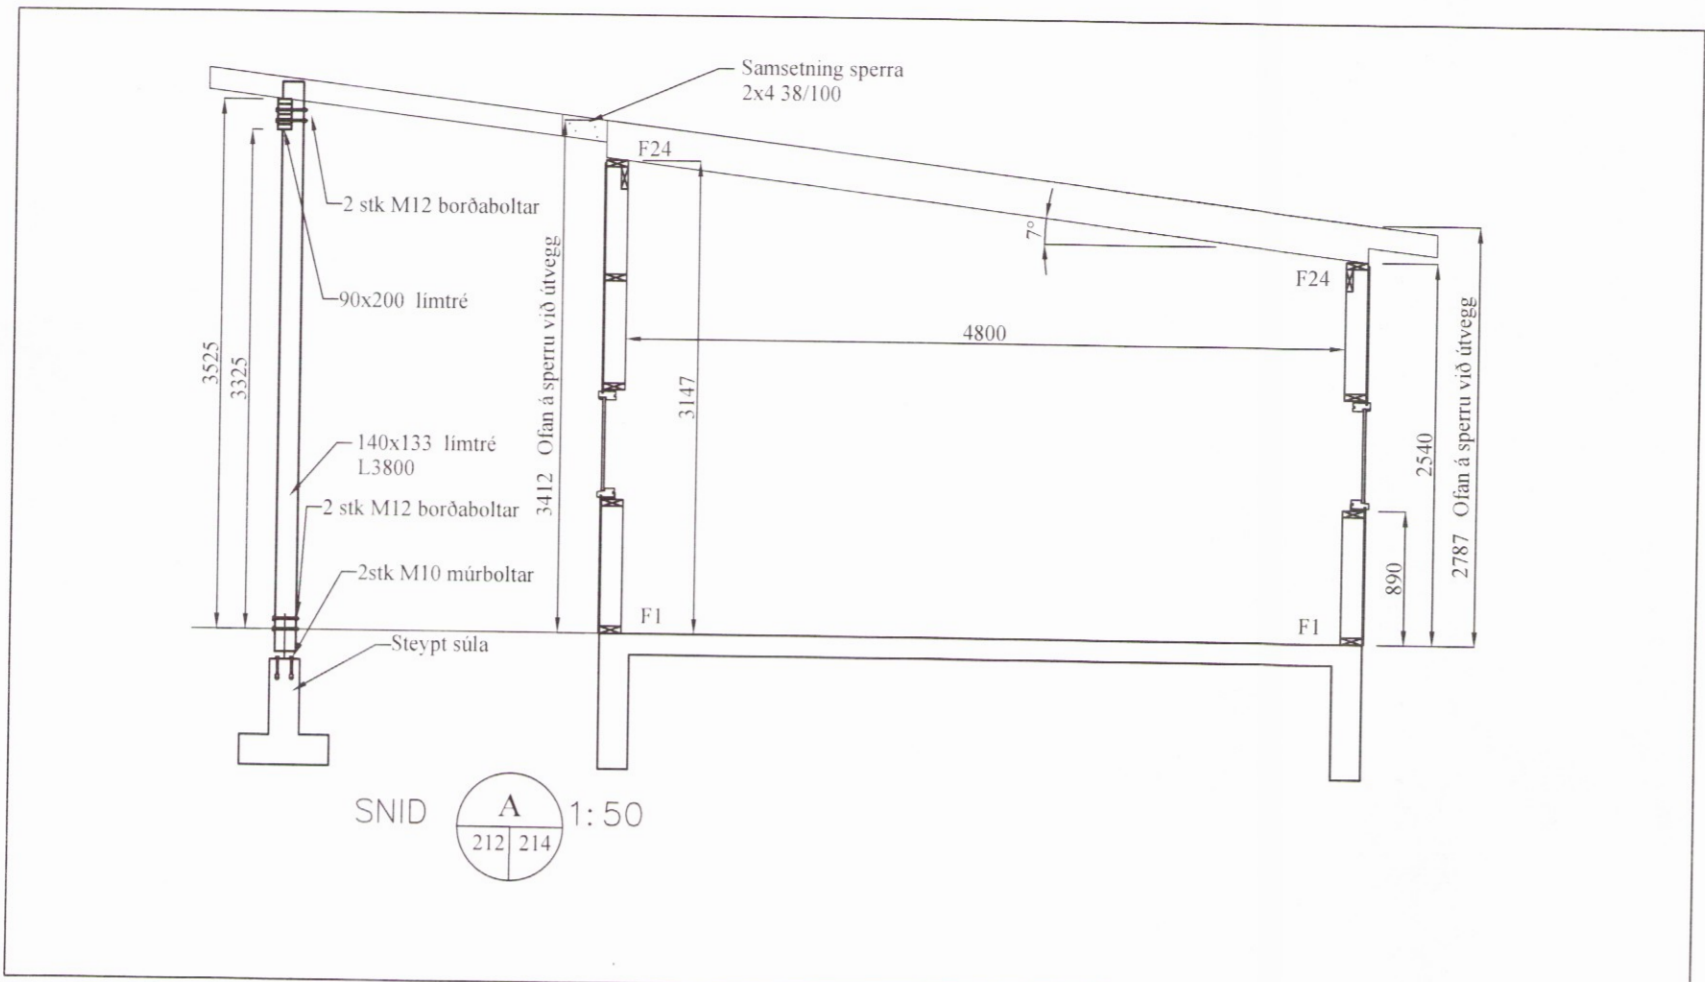 Samsetning sperra
2x4 38/100
F24
2 stk M12 borðaboltar
7°
F24
90x200 límtré
4800
3525
3325
3412 Ofan á sperru við útvegg
3147
2540
2787 Ofan á sperru við útvegg
140x133 límtré
L3800
2 stk M12 borðaboltar
2stk M10 múrboltar
890
F1
F1
Steypt súla
SNID
A
1:50
212
214